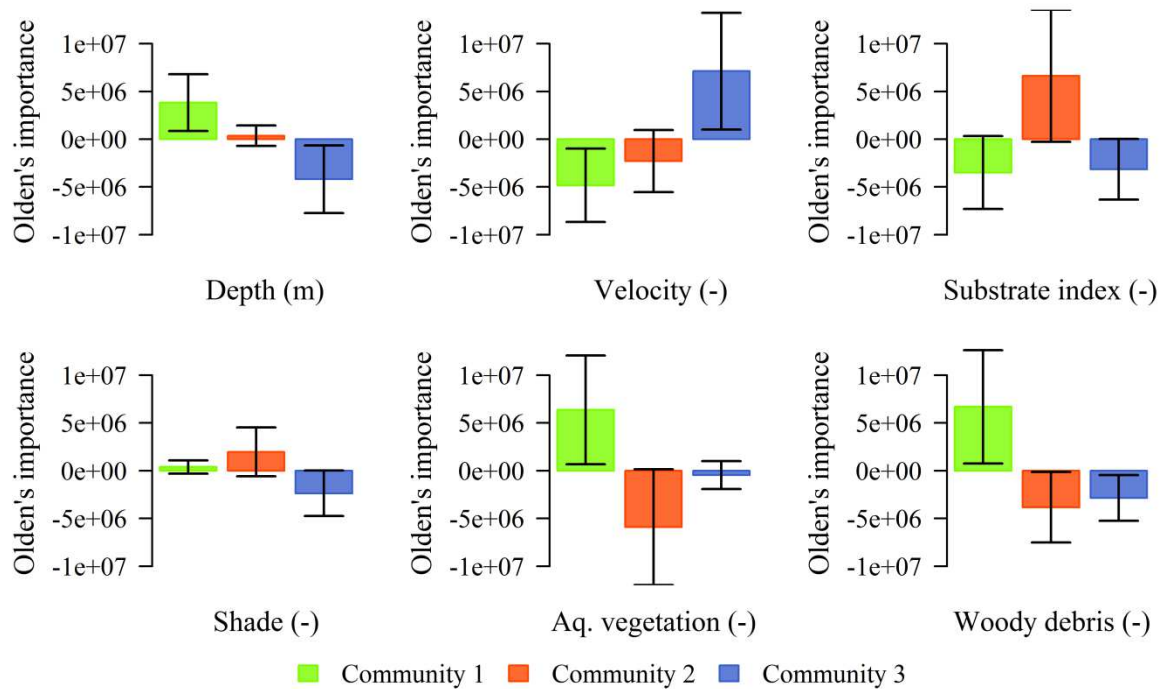 Olden's importance
1e+07
5e+06
0e+00
-5e+06
-1e+07
Depth (m)
Olden's importance
1e+07
5e+06
0e+00
-5e+06
-1e+07
Velocity (-)
Olden's importance
1e+07
5e+06
0e+00
-5e+06
-1e+07
Substrate index (-)
Olden's importance
1e+07
5e+06
0e+00
-5e+06
-1e+07
Shade (-)
Olden's importance
1e+07
5e+06
0e+00
-5e+06
-1e+07
Aq. vegetation (-)
Olden's importance
1e+07
5e+06
0e+00
-5e+06
-1e+07
Woody debris (-)
Community 1 Community 2 Community 3